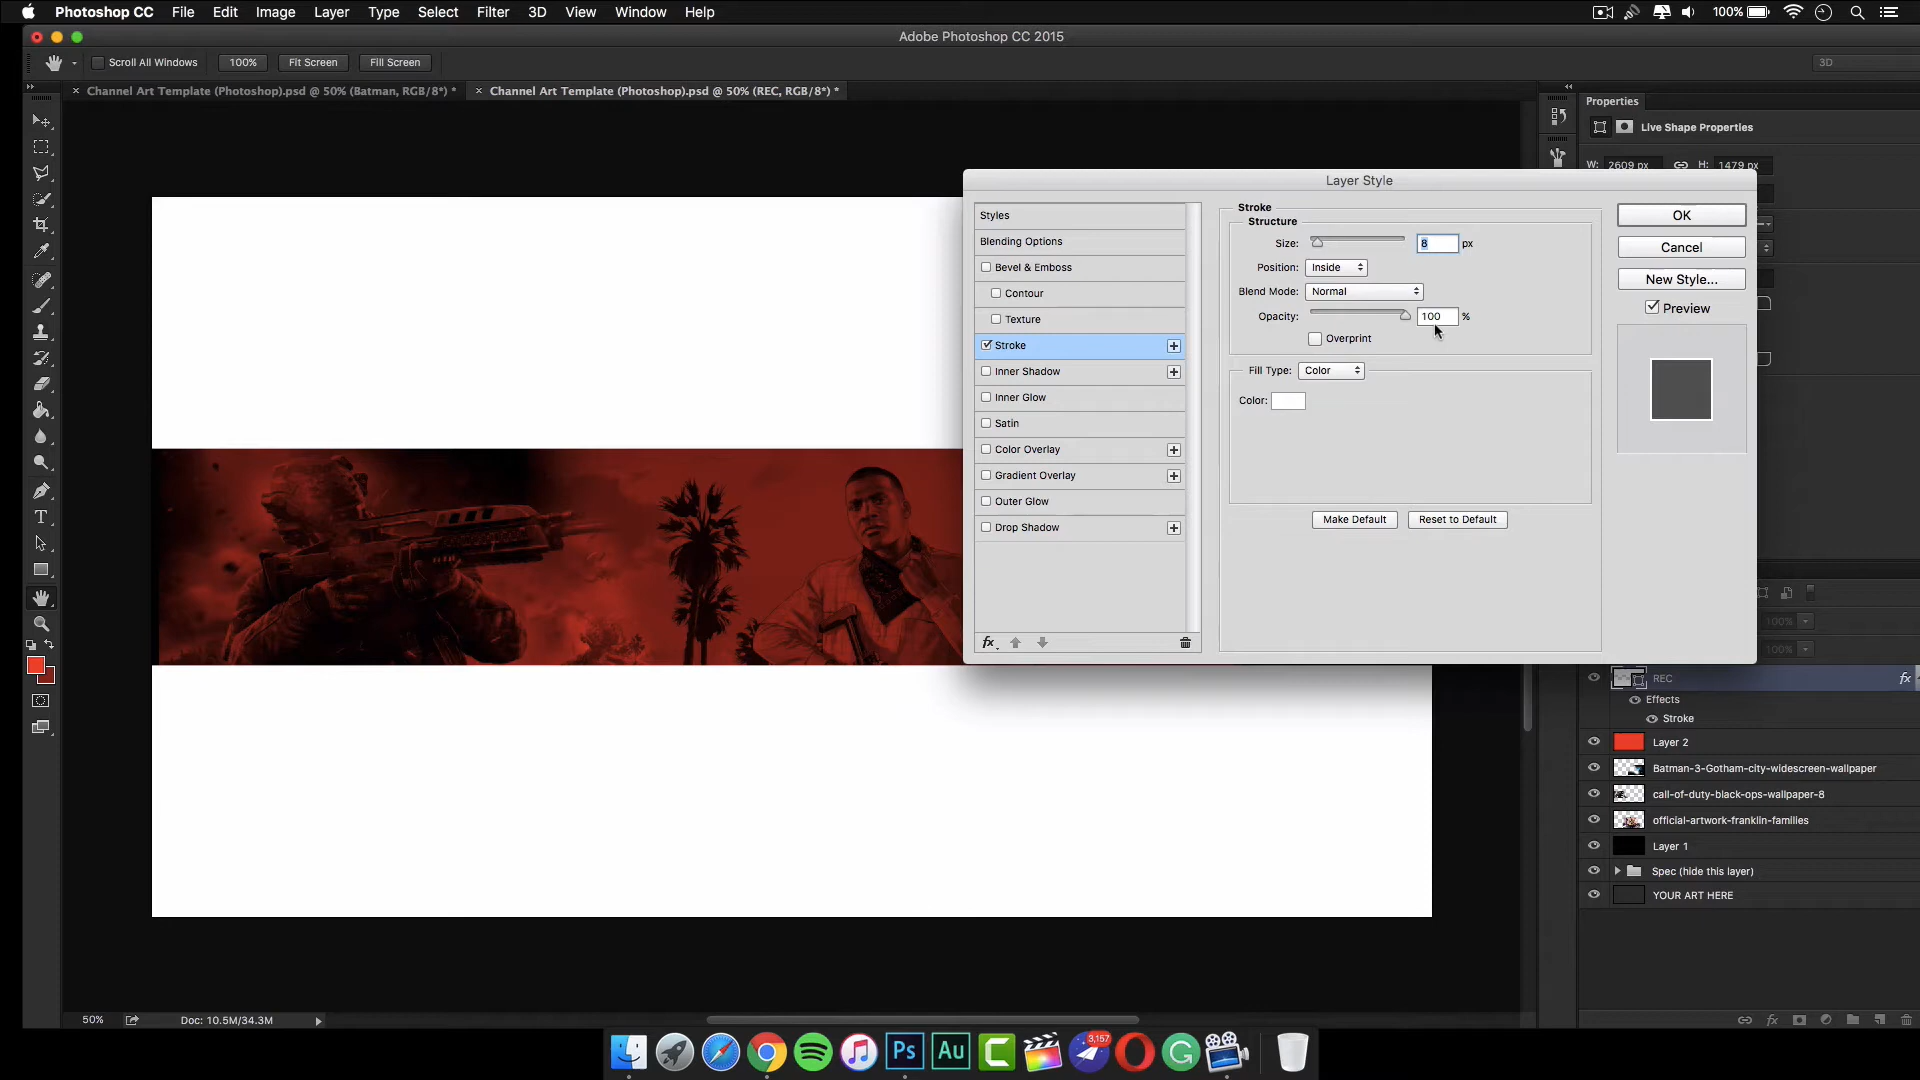 Photoshop CC File Edit Image Layer Type Select Filter 3D View Window Help 100%
Adobe Photoshop CC 2015
Scroll All Windows 100% Fit Screen Fill Screen 3D
× Channel Art Template (Photoshop).psd @ 50% (Batman, RGB/8*) * × Channel Art Template (Photoshop).psd @ 50% (REC, RGB/8*) *
Properties
Live Shape Properties
W: 2609 px H: 1479 px
Layer Style
Styles
Blending Options
Bevel & Emboss
Contour
Texture
Stroke
Inner Shadow
Inner Glow
Satin
Color Overlay
Gradient Overlay
Outer Glow
Drop Shadow
fx
Stroke
Structure
Size: 8 px
Position: Inside
Blend Mode: Normal
Opacity: 100 %
Overprint
Fill Type: Color
Color:
Make Default Reset to Default
OK
Cancel
New Style...
Preview
100%
100%
REC fx
Effects
Stroke
Layer 2
Batman-3-Gotham-city-widescreen-wallpaper
call-of-duty-black-ops-wallpaper-8
official-artwork-franklin-families
Layer 1
Spec (hide this layer)
YOUR ART HERE
fx
50% Doc: 10.5M/34.3M
Ps Au C 3,157 G